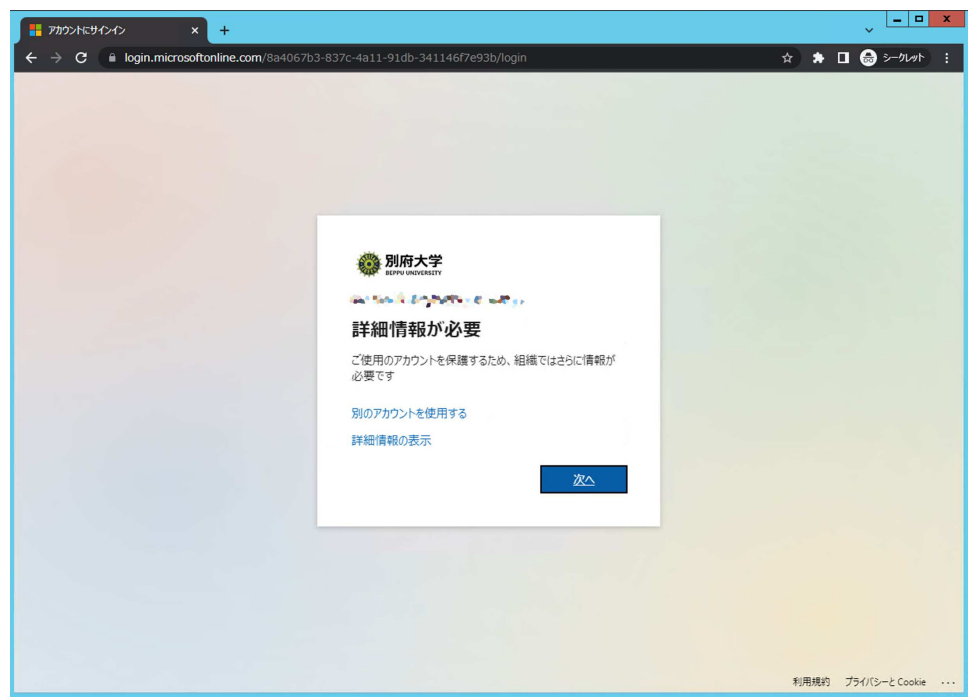 アカウントにサインイン
login.microsoftonline.com/8a4067b3-837c-4a11-91db-341146f7e93b/login
シークレット
別府大学
BEPPU UNIVERSITY
詳細情報が必要
ご使用のアカウントを保護するため、組織ではさらに情報が
必要です
別のアカウントを使用する
詳細情報の表示
次へ
利用規約 プライバシーと Cookie ...